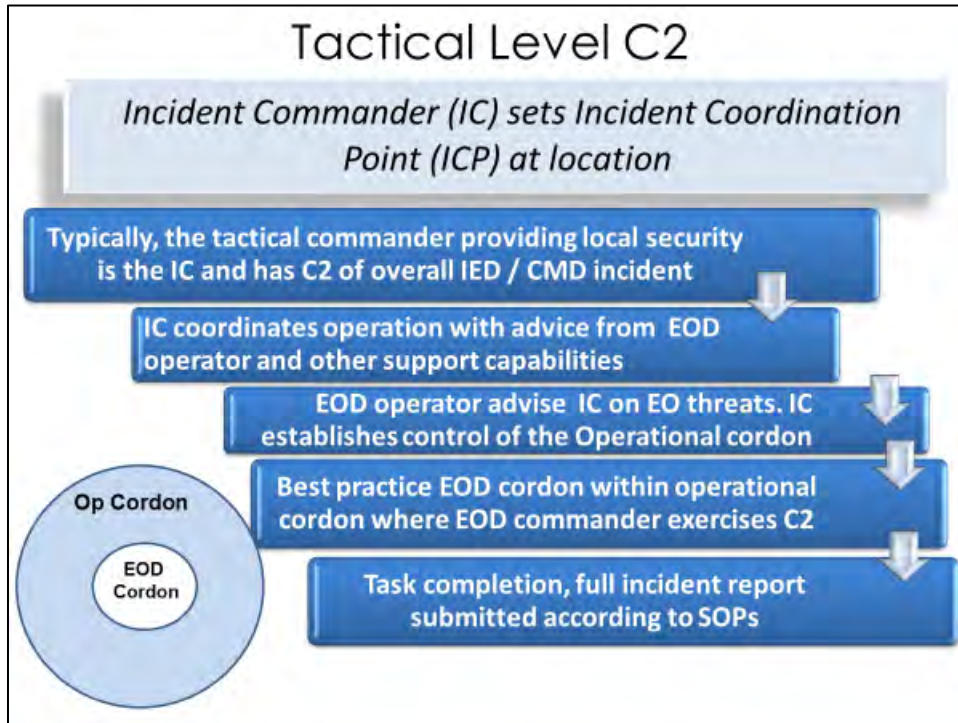 Tactical Level C2
Incident Commander (IC) sets Incident Coordination
Point (ICP) at location
Typically, the tactical commander providing local security
is the IC and has C2 of overall IED / CMD incident
IC coordinates operation with advice from EOD
operator and other support capabilities
EOD operator advise IC on EO threats. IC
establishes control of the Operational cordon
Best practice EOD cordon within operational
cordon where EOD commander exercises C2
Task completion, full incident report
submitted according to SOPs
Op Cordon
EOD
Cordon